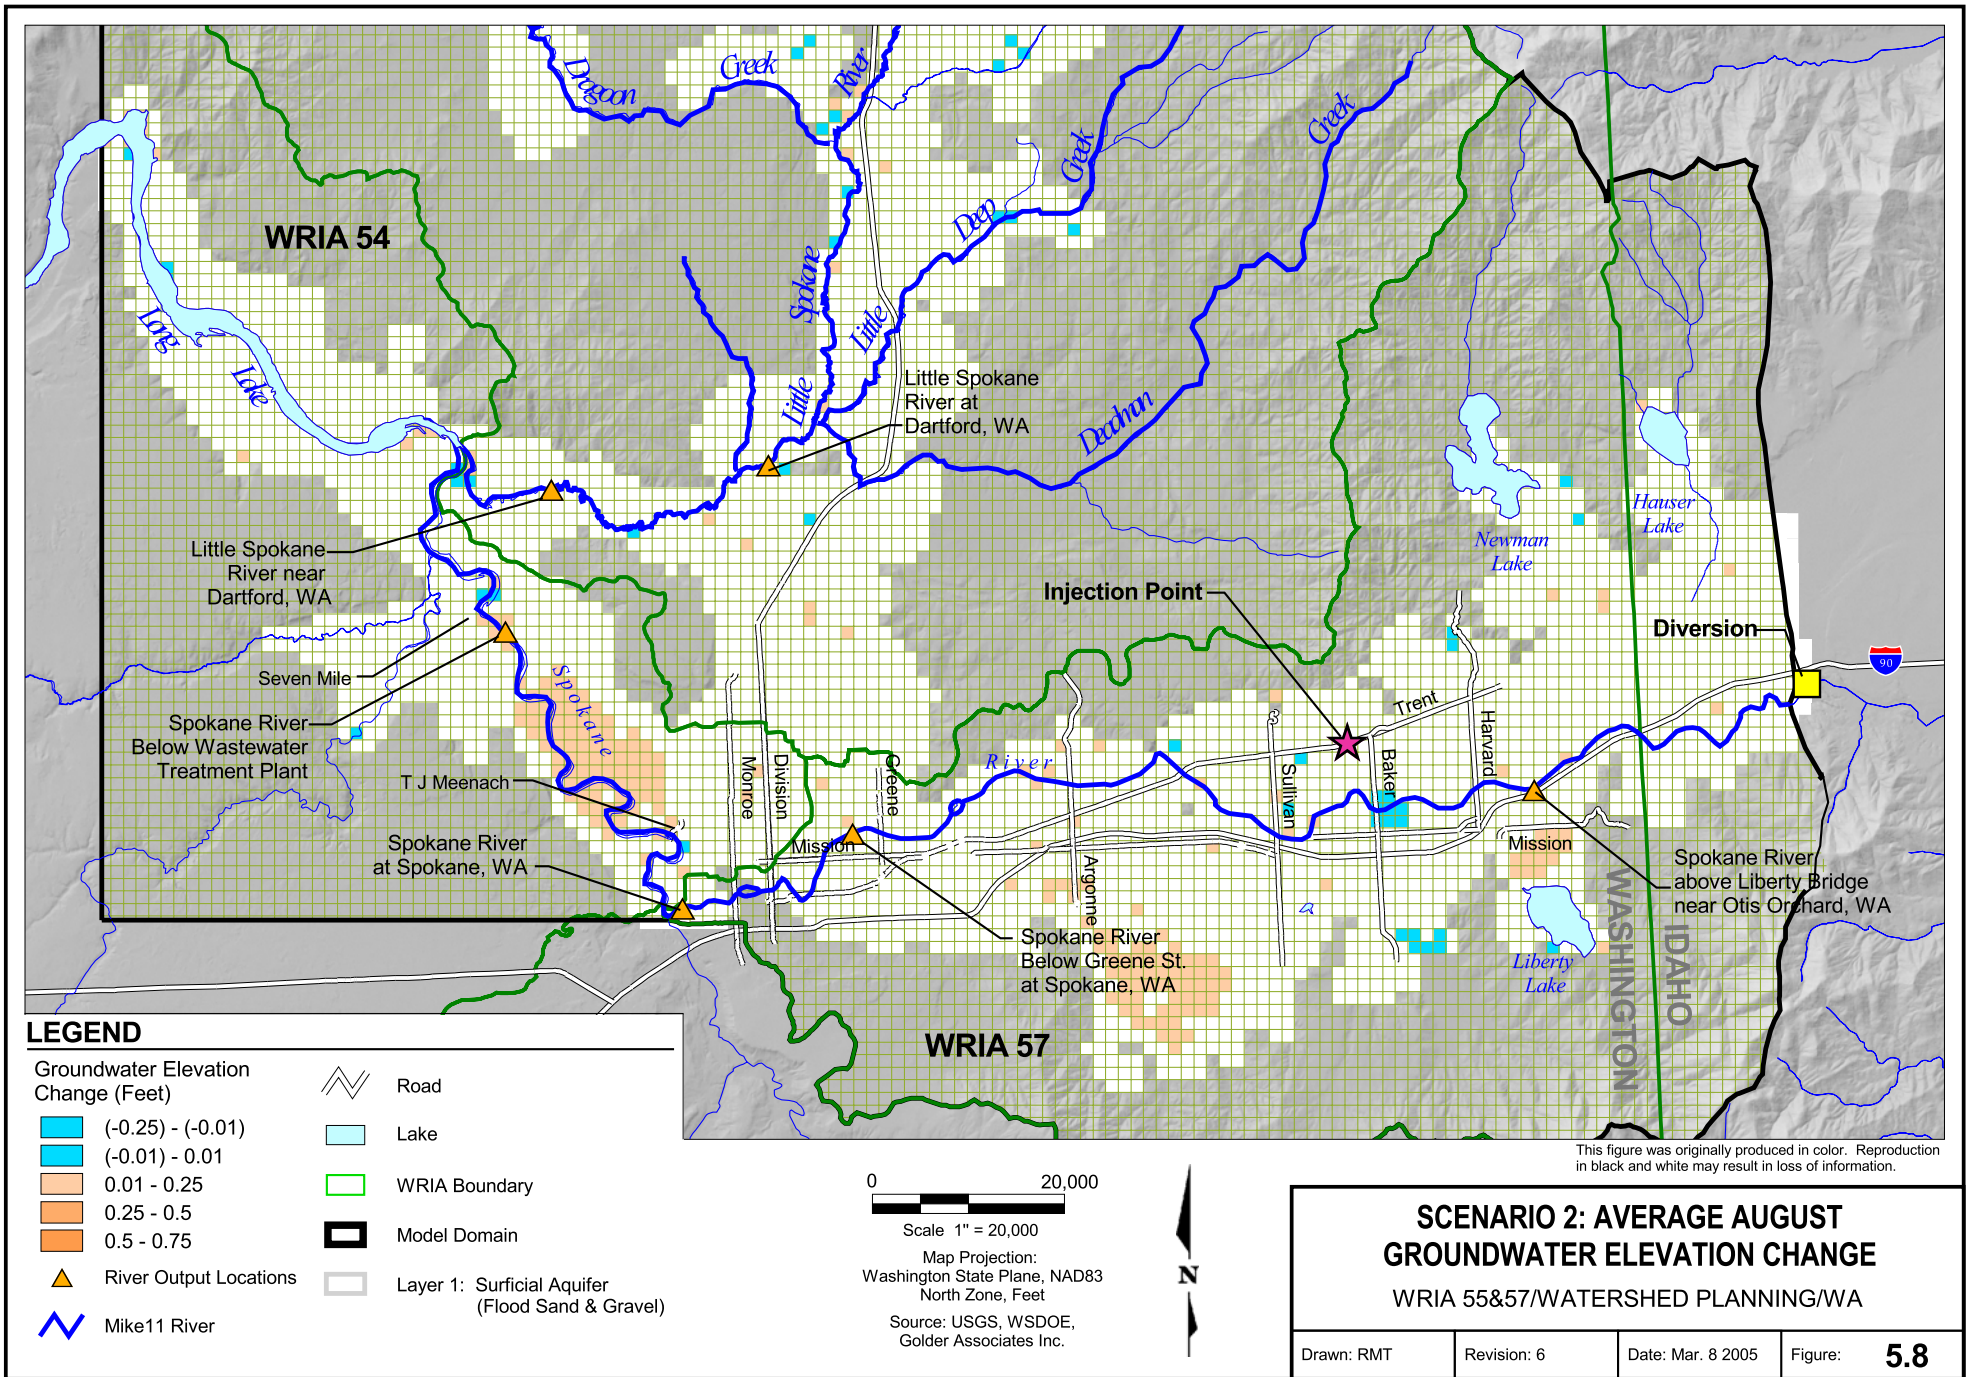 Dragoon
Creek
River
Creek
Creek
Deep
WRIA 54
Spokane
Little
Long
Lake
Little Spokane
River at
Dartford, WA
Little
Deadman
Hauser
Lake
Newman
Lake
Little Spokane
River near
Dartford, WA
Injection Point
Diversion
90
Seven Mile
Spokane
Trent
Spokane River
Below Wastewater
Treatment Plant
River
Harvard
Monroe
Division
Greene
Sullivan
Baker
T J Meenach
Mission
Mission
Spokane River
at Spokane, WA
Argonne
Spokane River
above Liberty Bridge
near Otis Orchard, WA
WASHINGTON
IDAHO
Spokane River
Below Greene St.
at Spokane, WA
Liberty
Lake
WRIA 57
LEGEND
Groundwater Elevation
Change (Feet)
(-0.25) - (-0.01)
(-0.01) - 0.01
0.01 - 0.25
0.25 - 0.5
0.5 - 0.75
River Output Locations
Mike11 River
Road
Lake
WRIA Boundary
Model Domain
Layer 1: Surficial Aquifer
(Flood Sand & Gravel)
0 20,000
Scale 1" = 20,000
Map Projection:
Washington State Plane, NAD83
North Zone, Feet
Source: USGS, WSDOE,
Golder Associates Inc.
N
This figure was originally produced in color. Reproduction
in black and white may result in loss of information.
SCENARIO 2: AVERAGE AUGUST
GROUNDWATER ELEVATION CHANGE
WRIA 55&57/WATERSHED PLANNING/WA
Drawn: RMT
Revision: 6
Date: Mar. 8 2005
Figure: 5.8